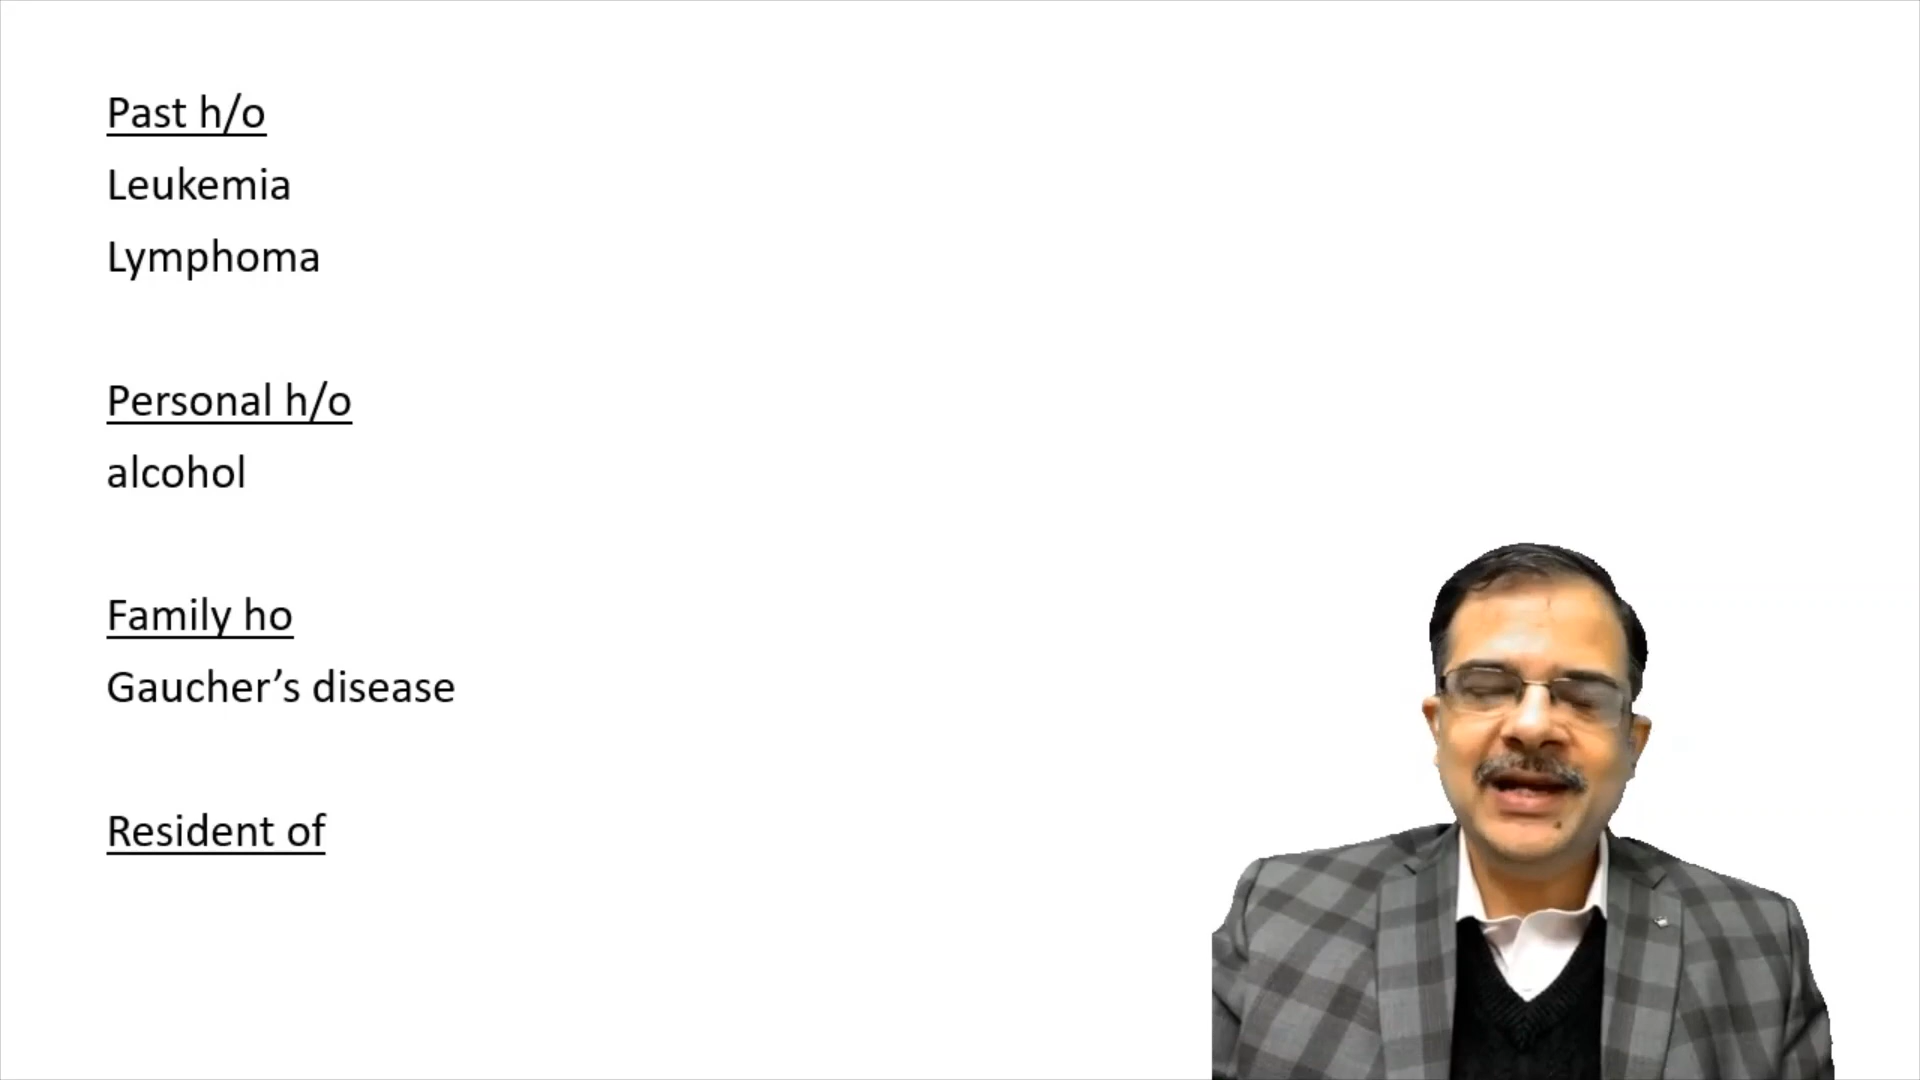 Past h/o
Leukemia
Lymphoma
Personal h/o
alcohol
Family ho
Gaucher’s disease
Resident of